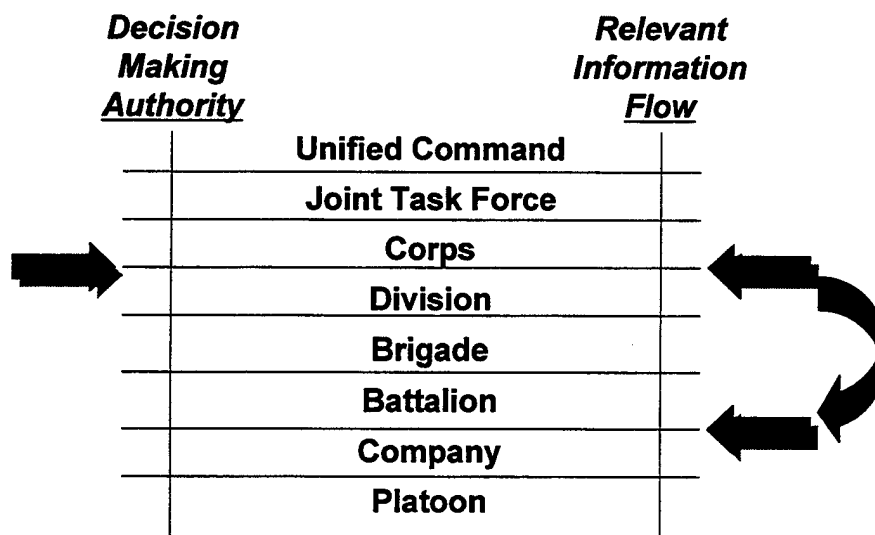 Decision
Making
Authority
Relevant
Information
Flow
Unified Command
Joint Task Force
Corps
Division
Brigade
Battalion
Company
Platoon